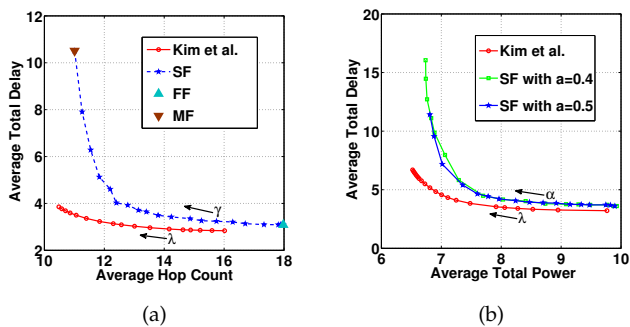 12
10
8
6
4
2
Average Total Delay
Kim et al.
SF
FF
MF
γ
λ
10 12 14 16 18
Average Hop Count
(a)
20
15
10
5
0
Average Total Delay
Kim et al.
SF with a=0.4
SF with a=0.5
α
λ
6 7 8 9 10
Average Total Power
(b)